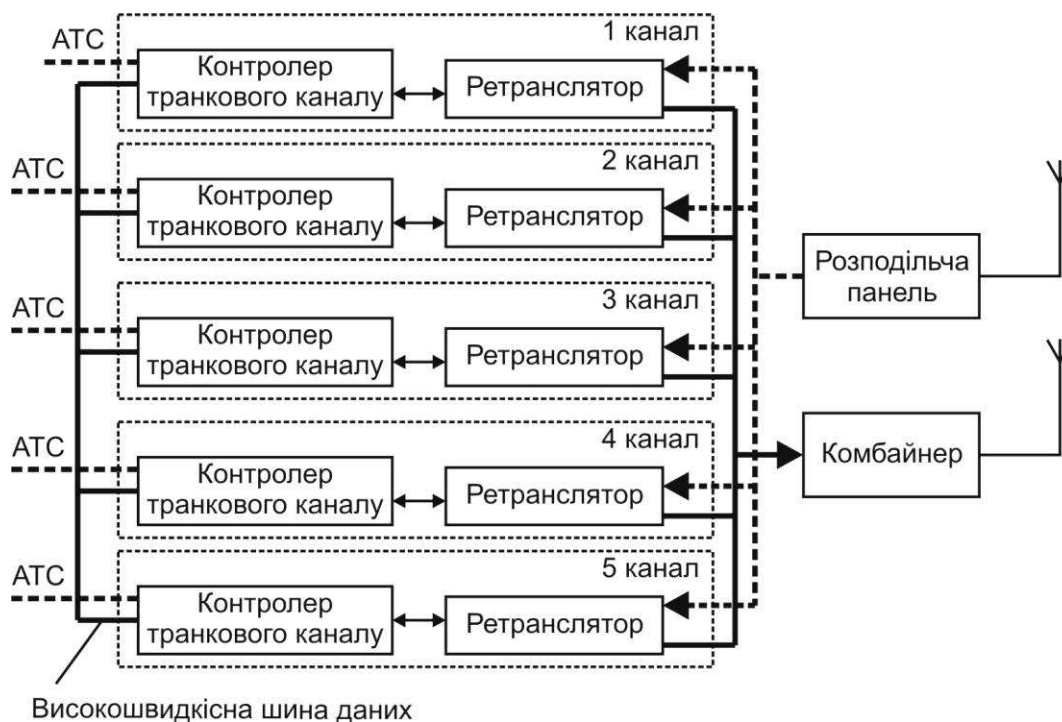 АТС
1 канал
Контролер
транкового каналу
Ретранслятор
АТС
2 канал
Контролер
транкового каналу
Ретранслятор
Розподільча
панель
АТС
3 канал
Контролер
транкового каналу
Ретранслятор
АТС
4 канал
Контролер
транкового каналу
Ретранслятор
Комбайнер
АТС
5 канал
Контролер
транкового каналу
Ретранслятор
Високошвидкісна шина даних